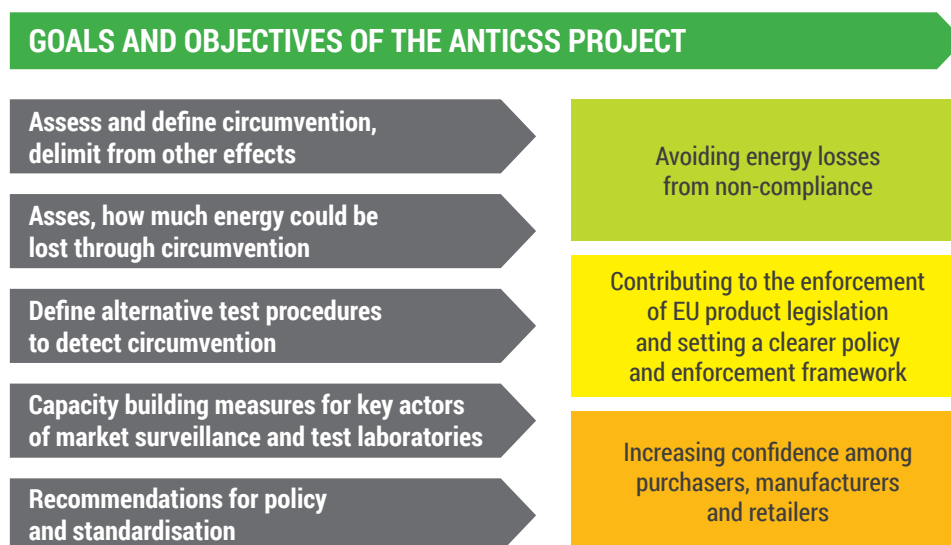 GOALS AND OBJECTIVES OF THE ANTICSS PROJECT
Assess and define circumvention,
delimit from other effects
Asses, how much energy could be
lost through circumvention
Define alternative test procedures
to detect circumvention
Capacity building measures for key actors
of market surveillance and test laboratories
Recommendations for policy
and standardisation
Avoiding energy losses
from non-compliance
Contributing to the enforcement
of EU product legislation
and setting a clearer policy
and enforcement framework
Increasing confidence among
purchasers, manufacturers
and retailers